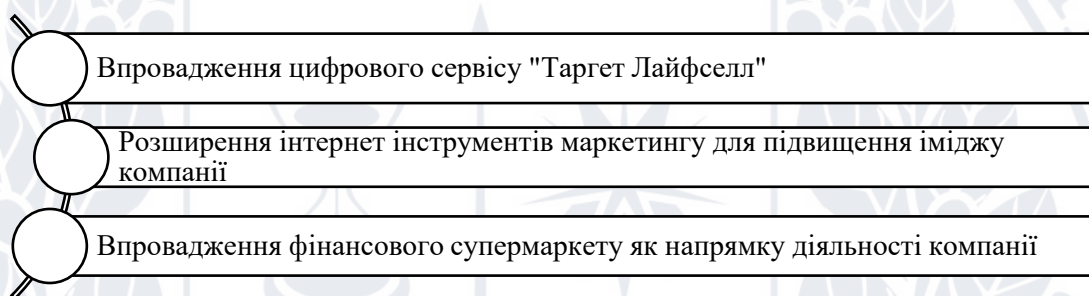 Впровадження цифрового сервісу "Таргет Лайфселл"
Розширення інтернет інструментів маркетингу для підвищення іміджу
компанії
Впровадження фінансового супермаркету як напрямку діяльності компанії